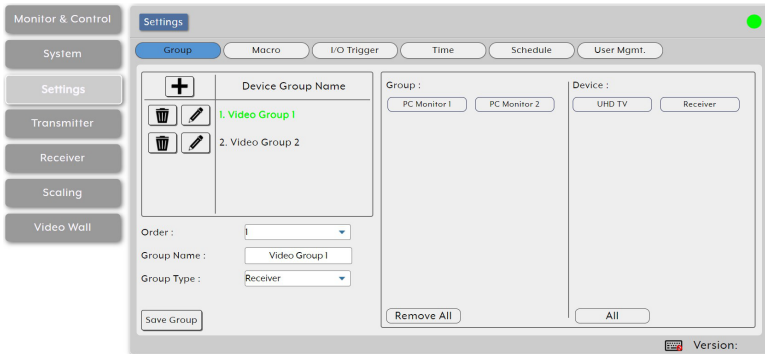 Monitor & Control
System
Settings
Transmitter
Receiver
Scaling
Video Wall
Settings
Group Macro I/O Trigger Time Schedule User Mgmt.
Device Group Name
1. Video Group 1
2. Video Group 2
Order : 1
Group Name : Video Group 1
Group Type : Receiver
Save Group
Group :
PC Monitor 1 PC Monitor 2
Remove All
Device :
UHD TV Receiver
All
Version: